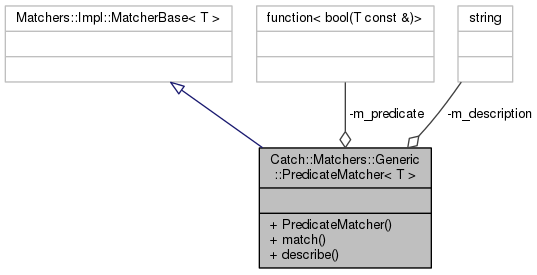 Matchers::Impl::MatcherBase< T >
function< bool(T const &)>
string
-m_predicate
-m_description
Catch::Matchers::Generic
::PredicateMatcher< T >
+ PredicateMatcher()
+ match()
+ describe()